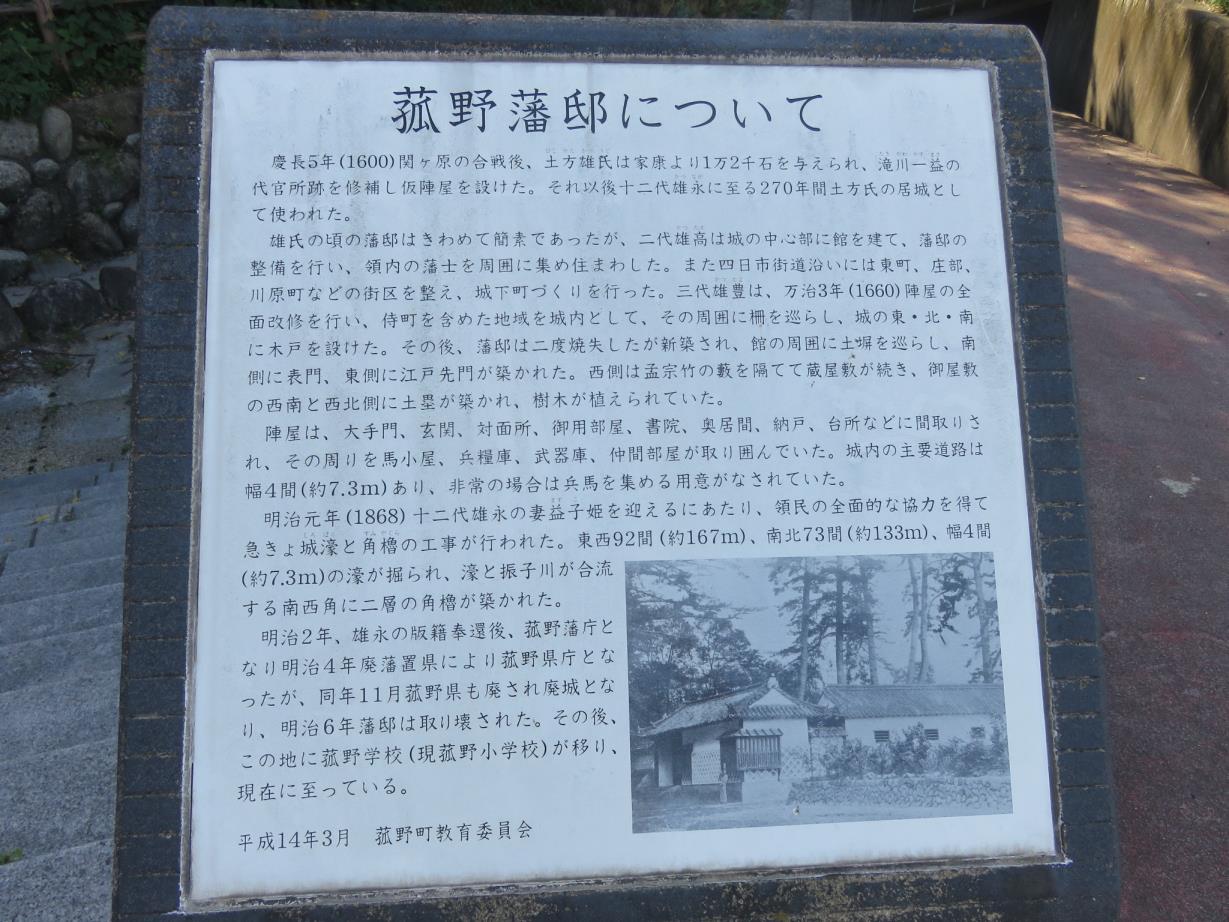 菰野藩邸について
慶長5年(1600)関ヶ原の合戦後、土方雄氏は家康より1万2千石を与えられ、滝川一益の
代官所跡を修補し仮陣屋を設けた。それ以後十二代雄永に至る270年間土方氏の居城とし
て使われた。
雄氏の頃の藩邸はきわめて簡素であったが、二代雄高は城の中心部に館を建て、藩邸の
整備を行い、領内の藩士を周囲に集め住まわした。また四日市街道沿いには東町、庄部、
川原町などの街区を整え、城下町づくりを行った。三代雄豊は、万治3年(1660)陣屋の全
面改修を行い、侍町を含めた地域を城内として、その周囲に柵を巡らし、城の東・北・南
に木戸を設けた。その後、藩邸は二度焼失したが新築され、館の周囲に土塀を巡らし、南
側に表門、東側に江戸先門が築かれた。西側は孟宗竹の藪を隔てて蔵屋敷が続き、御屋敷
の西南と西北側に土塁が築かれ、樹木が植えられていた。
陣屋は、大手門、玄関、対面所、御用部屋、書院、奥居間、納戸、台所などに間取りさ
れ、その周りを馬小屋、兵糧庫、武器庫、仲間部屋が取り囲んでいた。城内の主要道路は
幅4間(約7.3m)あり、非常の場合は兵馬を集める用意がなされていた。
明治元年(1868)十二代雄永の妻益子姫を迎えるにあたり、領民の全面的な協力を得て
急きょ城濠と角櫓の工事が行われた。東西92間(約167m)、南北73間(約133m)、幅4間
(約7.3m)の濠が掘られ、濠と振子川が合流
する南西角に二層の角櫓が築かれた。
明治2年、雄永の版籍奉還後、菰野藩庁と
なり明治4年廃藩置県により菰野県庁とな
ったが、同年11月菰野県も廃され廃城とな
り、明治6年藩邸は取り壊された。その後、
この地に菰野学校(現菰野小学校)が移り、
現在に至っている。
平成14年3月 菰野町教育委員会